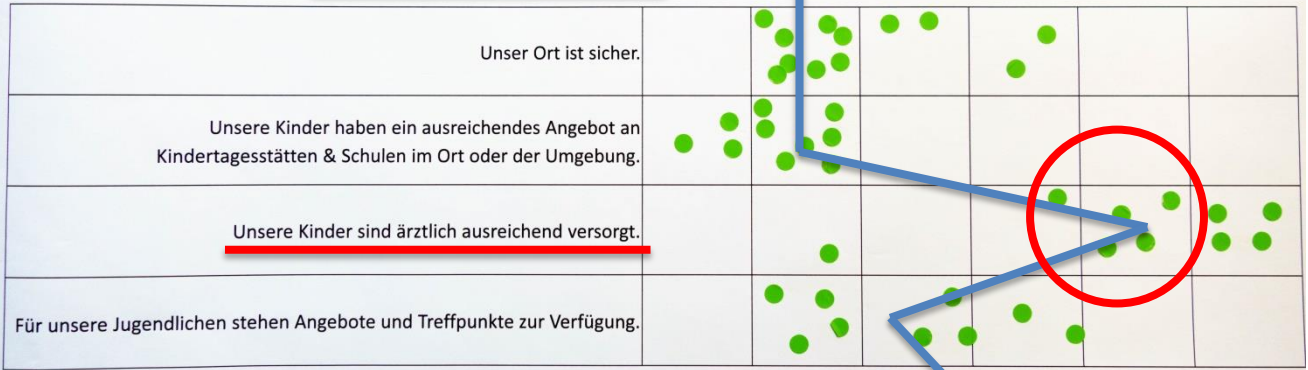 Unser Ort ist sicher.
Unsere Kinder haben ein ausreichendes Angebot an
Kindertagesstätten & Schulen im Ort oder der Umgebung.
Unsere Kinder sind ärztlich ausreichend versorgt.
Für unsere Jugendlichen stehen Angebote und Treffpunkte zur Verfügung.